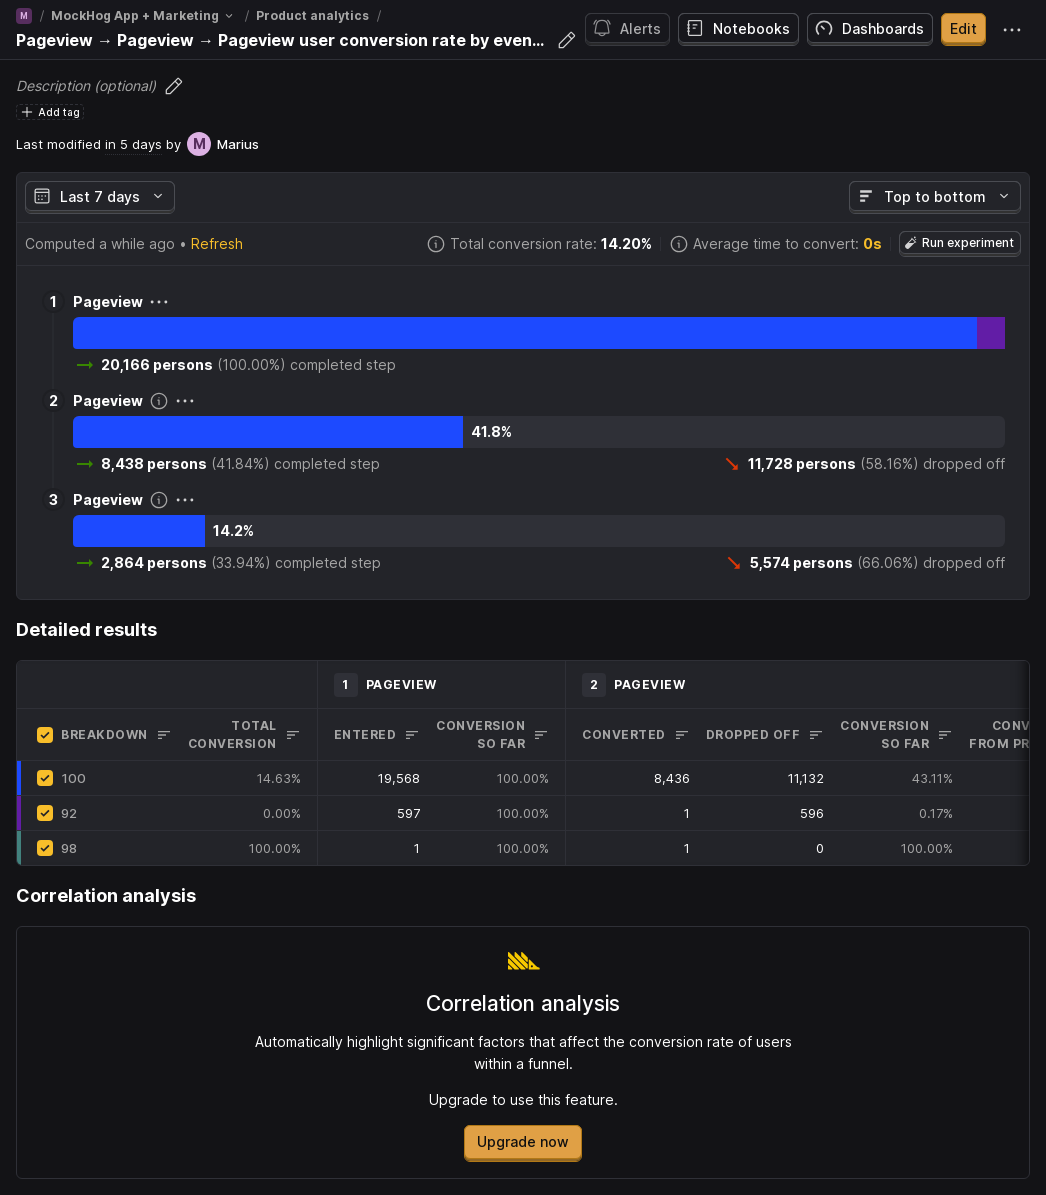 M / MockHog App + Marketing / Product analytics /
Pageview → Pageview → Pageview user conversion rate by even...
Alerts
Notebooks
Dashboards
Edit
Description (optional)
Add tag
Last modified in 5 days by M Marius
Last 7 days
Top to bottom
Computed a while ago • Refresh
Total conversion rate: 14.20%
Average time to convert: 0s
Run experiment
1 Pageview
20,166 persons (100.00%) completed step
2 Pageview
41.8%
8,438 persons (41.84%) completed step
11,728 persons (58.16%) dropped off
3 Pageview
14.2%
2,864 persons (33.94%) completed step
5,574 persons (66.06%) dropped off
Detailed results
1 PAGEVIEW
2 PAGEVIEW
BREAKDOWN
TOTAL
CONVERSION
ENTERED
CONVERSION
SO FAR
CONVERTED
DROPPED OFF
CONVERSION
SO FAR
CONV
FROM PR
100 14.63% 19,568 100.00% 8,436 11,132 43.11%
92 0.00% 597 100.00% 1 596 0.17%
98 100.00% 1 100.00% 1 0 100.00%
Correlation analysis
Correlation analysis
Automatically highlight significant factors that affect the conversion rate of users
within a funnel.
Upgrade to use this feature.
Upgrade now